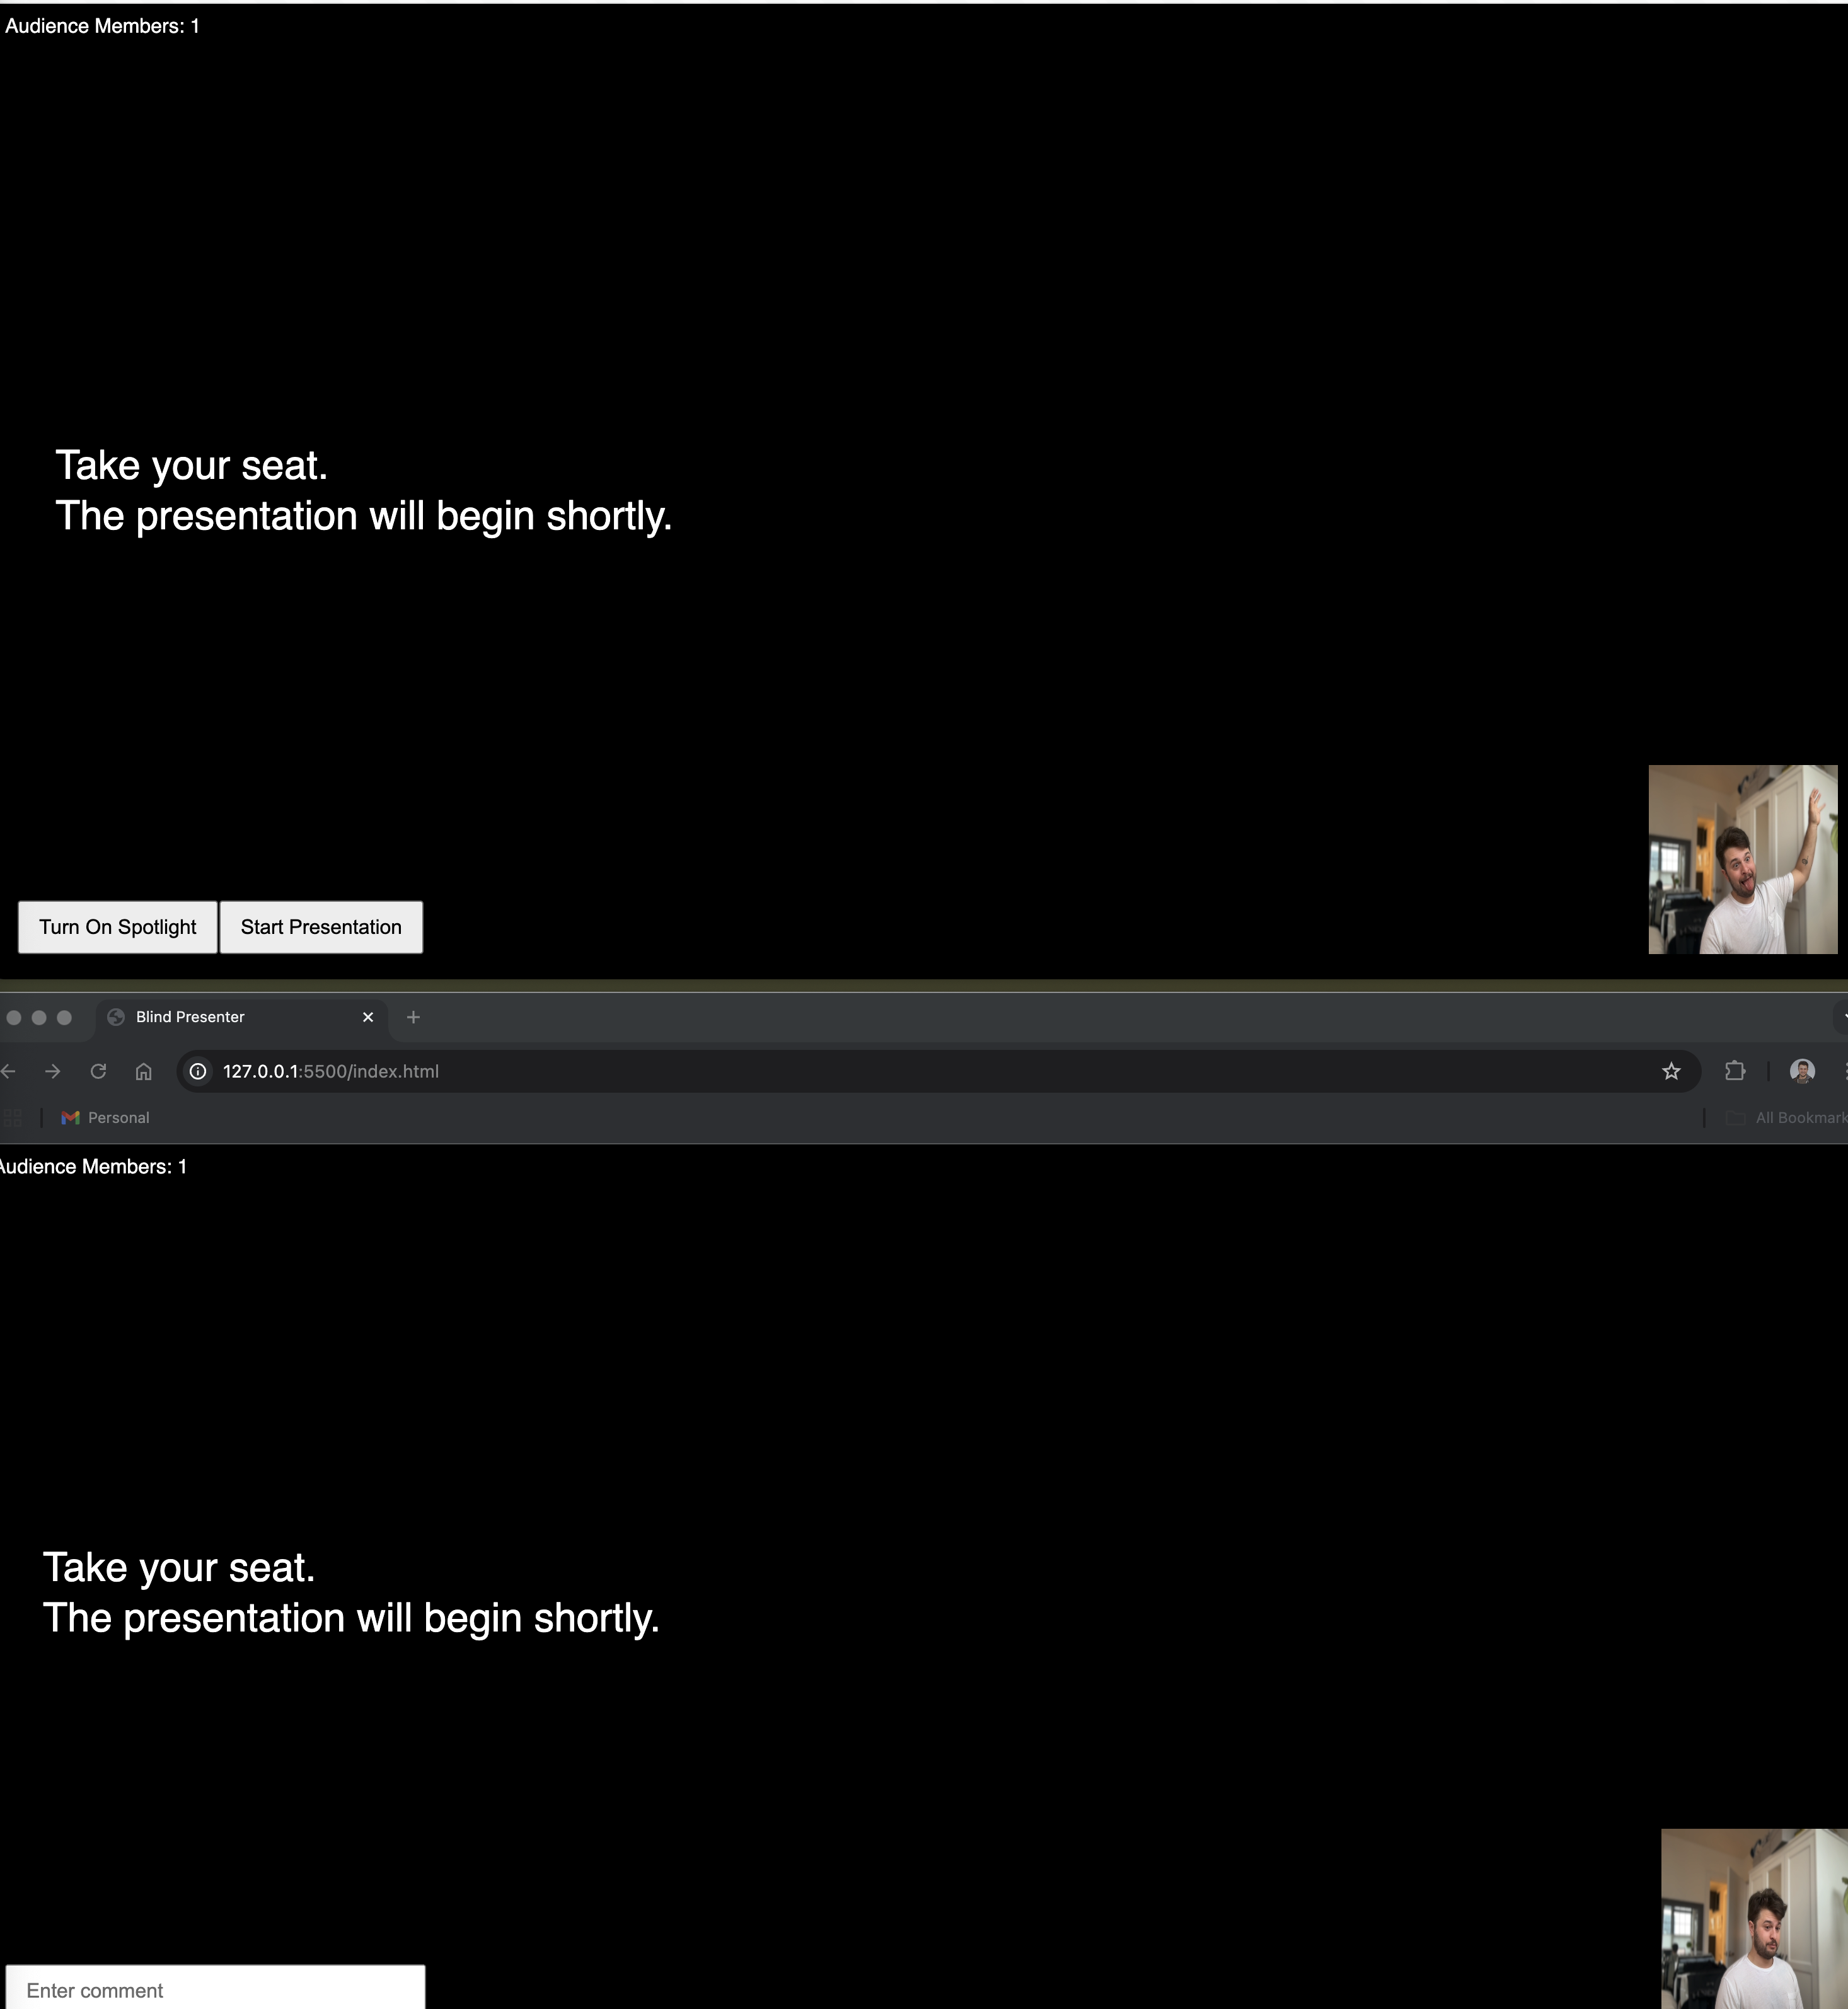 Audience Members: 1
Take your seat.
The presentation will begin shortly.
Turn On Spotlight
Start Presentation
Blind Presenter
127.0.0.1:5500/index.html
Personal
All Bookmark
Audience Members: 1
Take your seat.
The presentation will begin shortly.
Enter comment